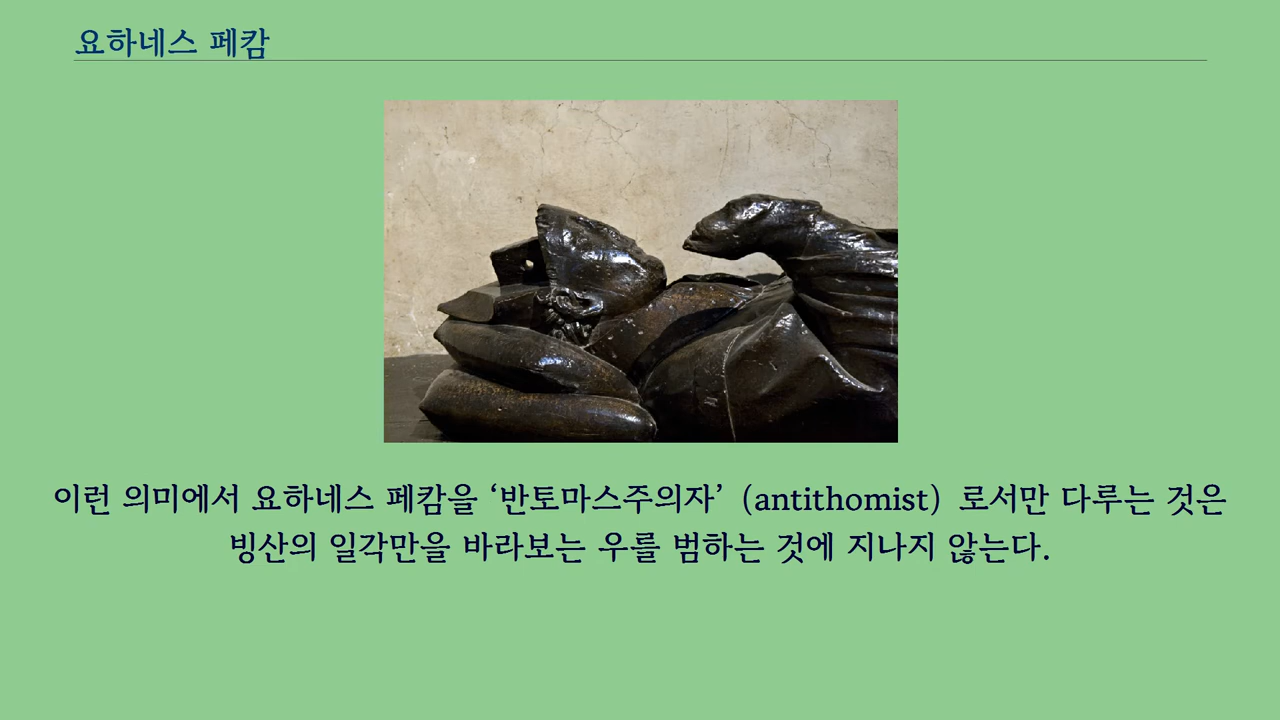 요하네스 페캄
이런 의미에서 요하네스 페캄을 ‘반토마스주의자’ (antithomist) 로서만 다루는 것은
빙산의 일각만을 바라보는 우를 범하는 것에 지나지 않는다.